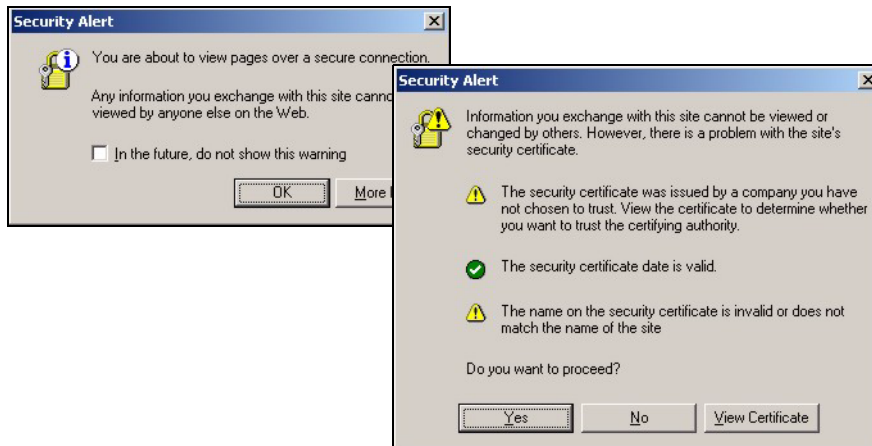 Security Alert
You are about to view pages over a secure connection.
Any information you exchange with this site
viewed by anyone else on the Web.
In the future, do not show this warning
OK
More
Security Alert
Information you exchange with this site cannot be viewed or
changed by others. However, there is a problem with the site's
security certificate.
The security certificate was issued by a company you have
not chosen to trust. View the certificate to determine whether
you want to trust the certifying authority.
The security certificate date is valid.
The name on the security certificate is invalid or does not
match the name of the site
Do you want to proceed?
Yes
No
View Certificate